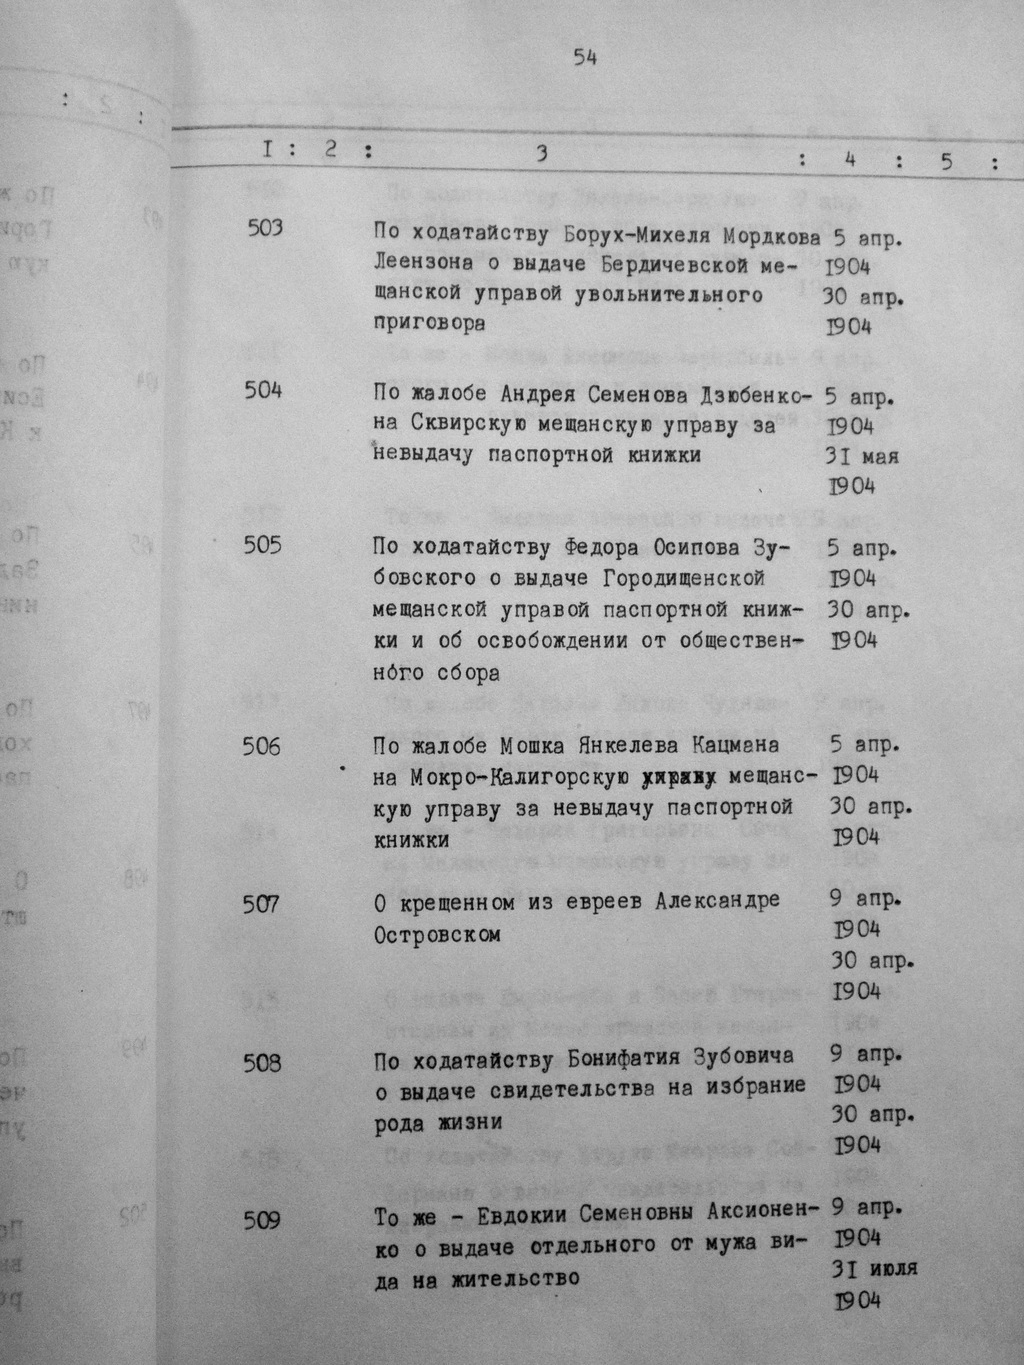 54
I : 2 : 3 : 4 : 5 :
503 По ходатайству Борух-Михеля Мордкова 5 апр.
Леензона о выдаче Бердичевской ме- 1904
щанской управой увольнительного 30 апр.
приговора 1904
504 По жалобе Андрея Семенова Дзюбенко- 5 апр.
на Сквирскую мещанскую управу за 1904
невыдачу паспортной книжки 31 мая
1904
505 По ходатайству Федора Осипова Зу- 5 апр.
бовского о выдаче Городищенской 1904
мещанской управой паспортной книж- 30 апр.
ки и об освобождении от обществен- 1904
ного сбора
506 По жалобе Мошка Янкелева Кацмана 5 апр.
на Мокро-Калигорскую мещанс- 1904
кую управу за невыдачу паспортной 30 апр.
книжки 1904
507 О крещенном из евреев Александре 9 апр.
Островском 1904
30 апр.
1904
508 По ходатайству Бонифатия Зубовича 9 апр.
о выдаче свидетельства на избрание 1904
рода жизни 30 апр.
1904
509 То же - Евдокии Семеновны Аксионен- 9 апр.
ко о выдаче отдельного от мужа ви- 1904
да на жительство 31 июля
1904